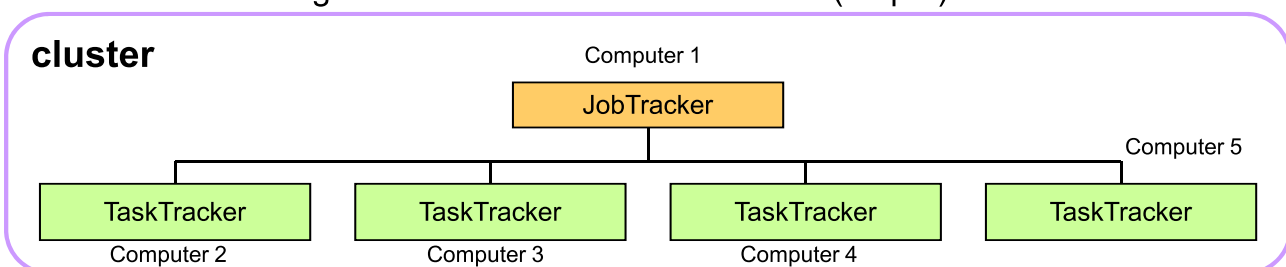 cluster
Computer 1
JobTracker
Computer 5
TaskTracker
TaskTracker
TaskTracker
TaskTracker
Computer 2
Computer 3
Computer 4